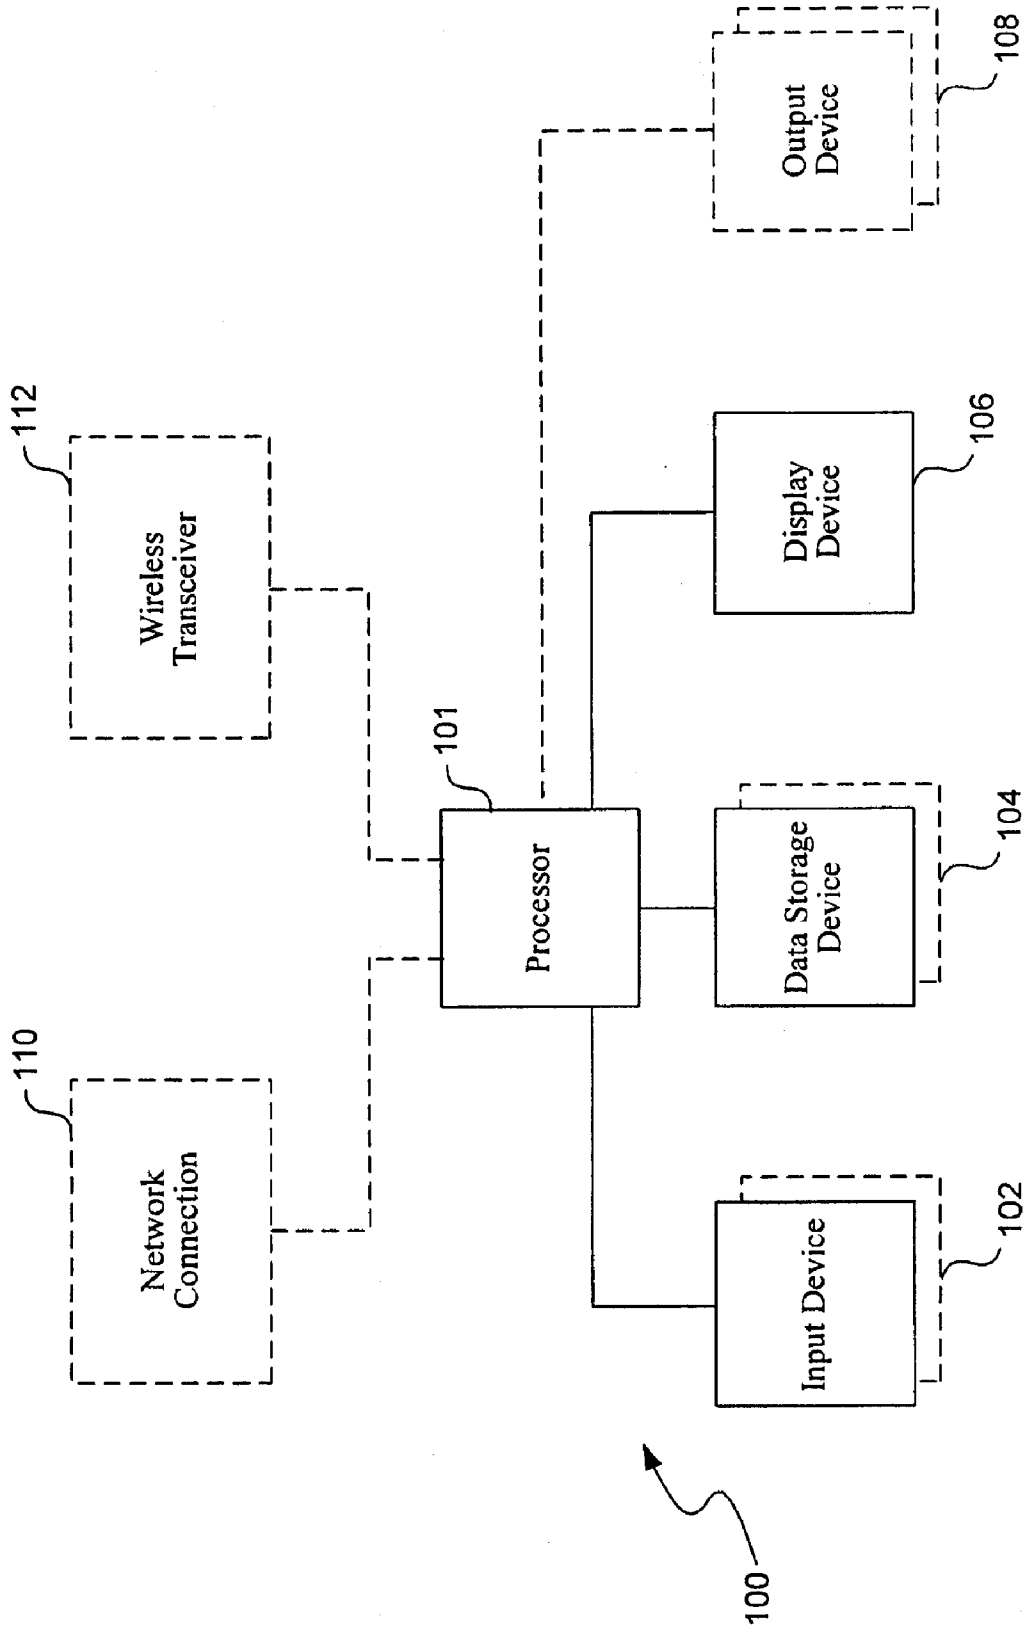 110
Network
Connection
112
Wireless
Transceiver
101
Processor
100
Input Device
102
Data Storage
Device
104
Display
Device
106
Output
Device
108